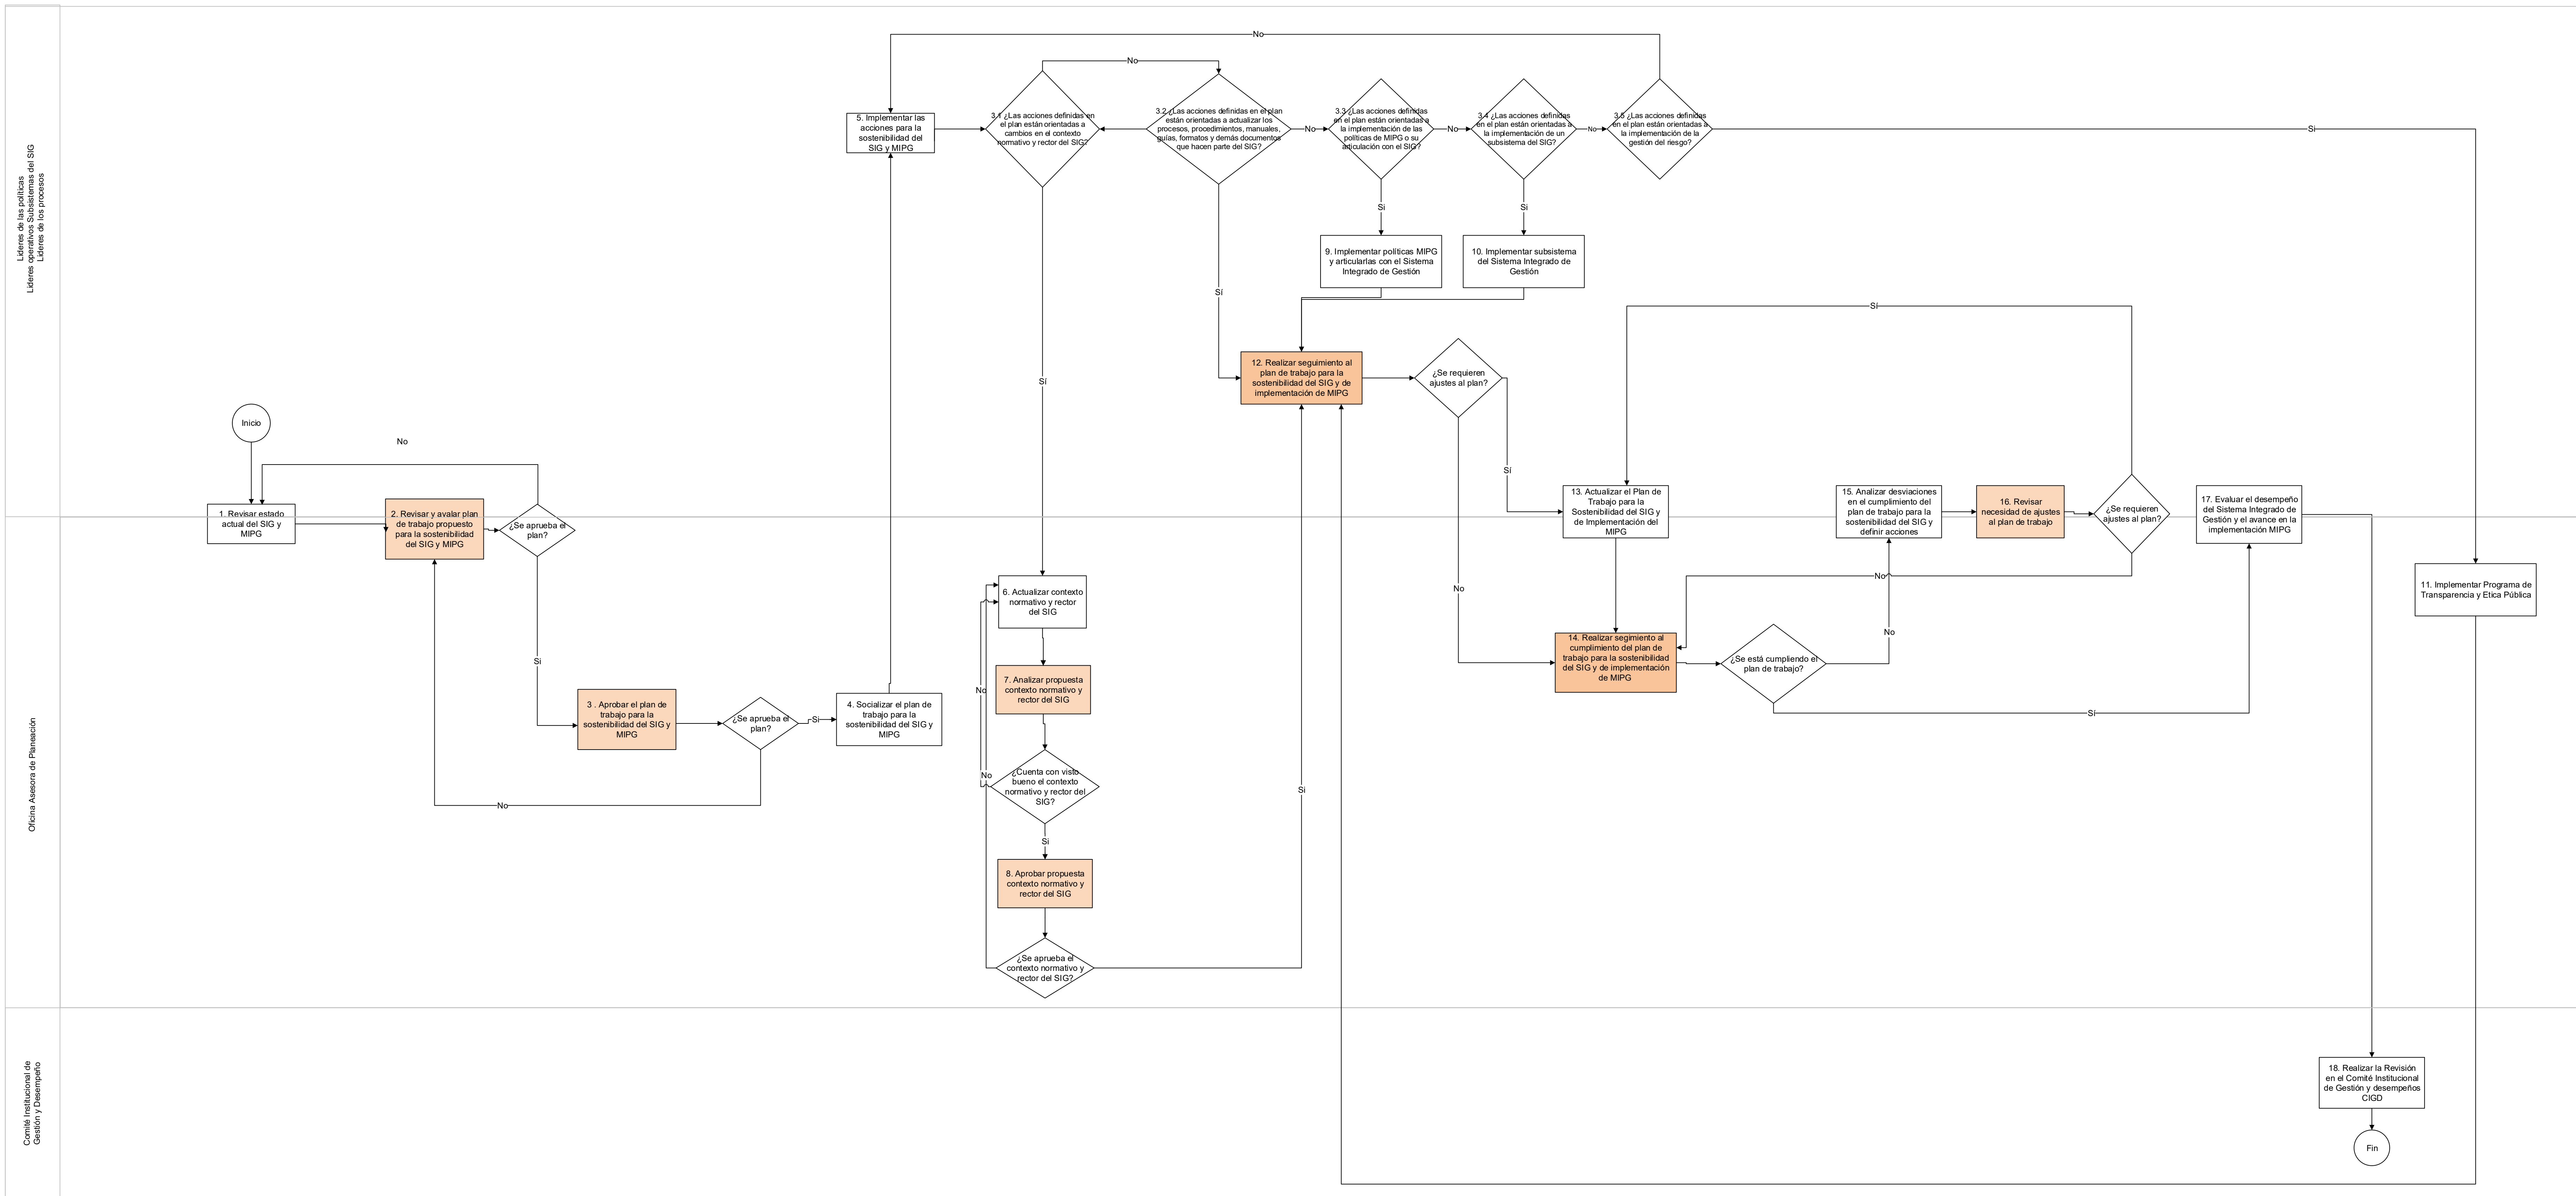 Lideres de las políticas
Lideres operativos Subsistemas del SIG
Lideres de los procesos
No
No
5. Implementar las
acciones para la
sostenibilidad del
SIG y MIPG
3.1 ¿Las acciones definidas en
el plan están orientadas a
cambios en el contexto
normativo y rector del SIG?
3.2 ¿Las acciones definidas en el plan
están orientadas a actualizar los
procesos, procedimientos, manuales,
guías, formatos y demás documentos
que hacen parte del SIG?
No
3.3 ¿Las acciones definidas
en el plan están orientadas a
la implementación de las
políticas de MIPG o su
articulación con el SIG?
No
3.4 ¿Las acciones definidas
en el plan están orientadas a
la implementación de un
subsistema del SIG?
No
3.5 ¿Las acciones definidas
en el plan están orientadas a
la implementación de la
gestión del riesgo?
Si
Si
Si
9. Implementar políticas MIPG
y articularlas con el Sistema
Integrado de Gestión
10. Implementar subsistema
del Sistema Integrado de
Gestión
Sí
Sí
Sí
12. Realizar seguimiento al
plan de trabajo para la
sostenibilidad del SIG y de
implementación de MIPG
¿Se requieren
ajustes al plan?
Sí
Inicio
No
1. Revisar estado
actual del SIG y
MIPG
2. Revisar y avalar plan
de trabajo propuesto
para la sostenibilidad
del SIG y MIPG
¿Se aprueba el
plan?
13. Actualizar el Plan de
Trabajo para la
Sostenibilidad del SIG y
de Implementación del
MIPG
15. Analizar desviaciones
en el cumplimiento del
plan de trabajo para la
sostenibilidad del SIG y
definir acciones
16. Revisar
necesidad de ajustes
al plan de trabajo
¿Se requieren
ajustes al plan?
17. Evaluar el desempeño
del Sistema Integrado de
Gestión y el avance en la
implementación MIPG
Oficina Asesora de Planeación
Si
3 . Aprobar el plan de
trabajo para la
sostenibilidad del SIG y
MIPG
¿Se aprueba el
plan?
Si
4. Socializar el plan de
trabajo para la
sostenibilidad del SIG y
MIPG
No
6. Actualizar contexto
normativo y rector
del SIG
7. Analizar propuesta
contexto normativo y
rector del SIG
No
No
¿Cuenta con visto
bueno el contexto
normativo y rector del
SIG?
Si
8. Aprobar propuesta
contexto normativo y
rector del SIG
¿Se aprueba el
contexto normativo y
rector del SIG?
Si
No
14. Realizar segimiento al
cumplimiento del plan de
trabajo para la sostenibilidad
del SIG y de implementación
de MIPG
¿Se está cumpliendo el
plan de trabajo?
No
No
Sí
11. Implementar Programa de
Transparencia y Etica Pública
Comité Institucional de
Gestión y Desempeño
18. Realizar la Revisión
en el Comité Institucional
de Gestión y desempeños
CIGD
Fin